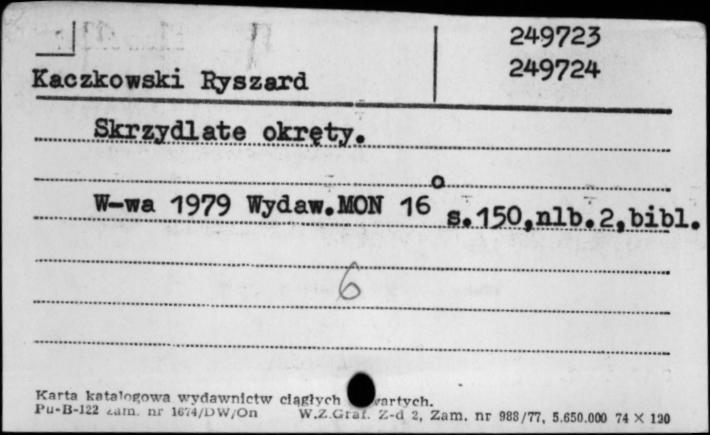 249723
249724
Kaczkowski Ryszard
Skrzydlate okręty.
W-wa 1979 Wydaw.MON 16° s.150,nlb.2,bibl.
6
Karta katalogowa wydawnictw ciągłych
Pu-B-122 zam. nr 1674/DW/On W.Z.Graf. Z-d 2, Zam. nr 988/77, 5.650.000 74 X 120